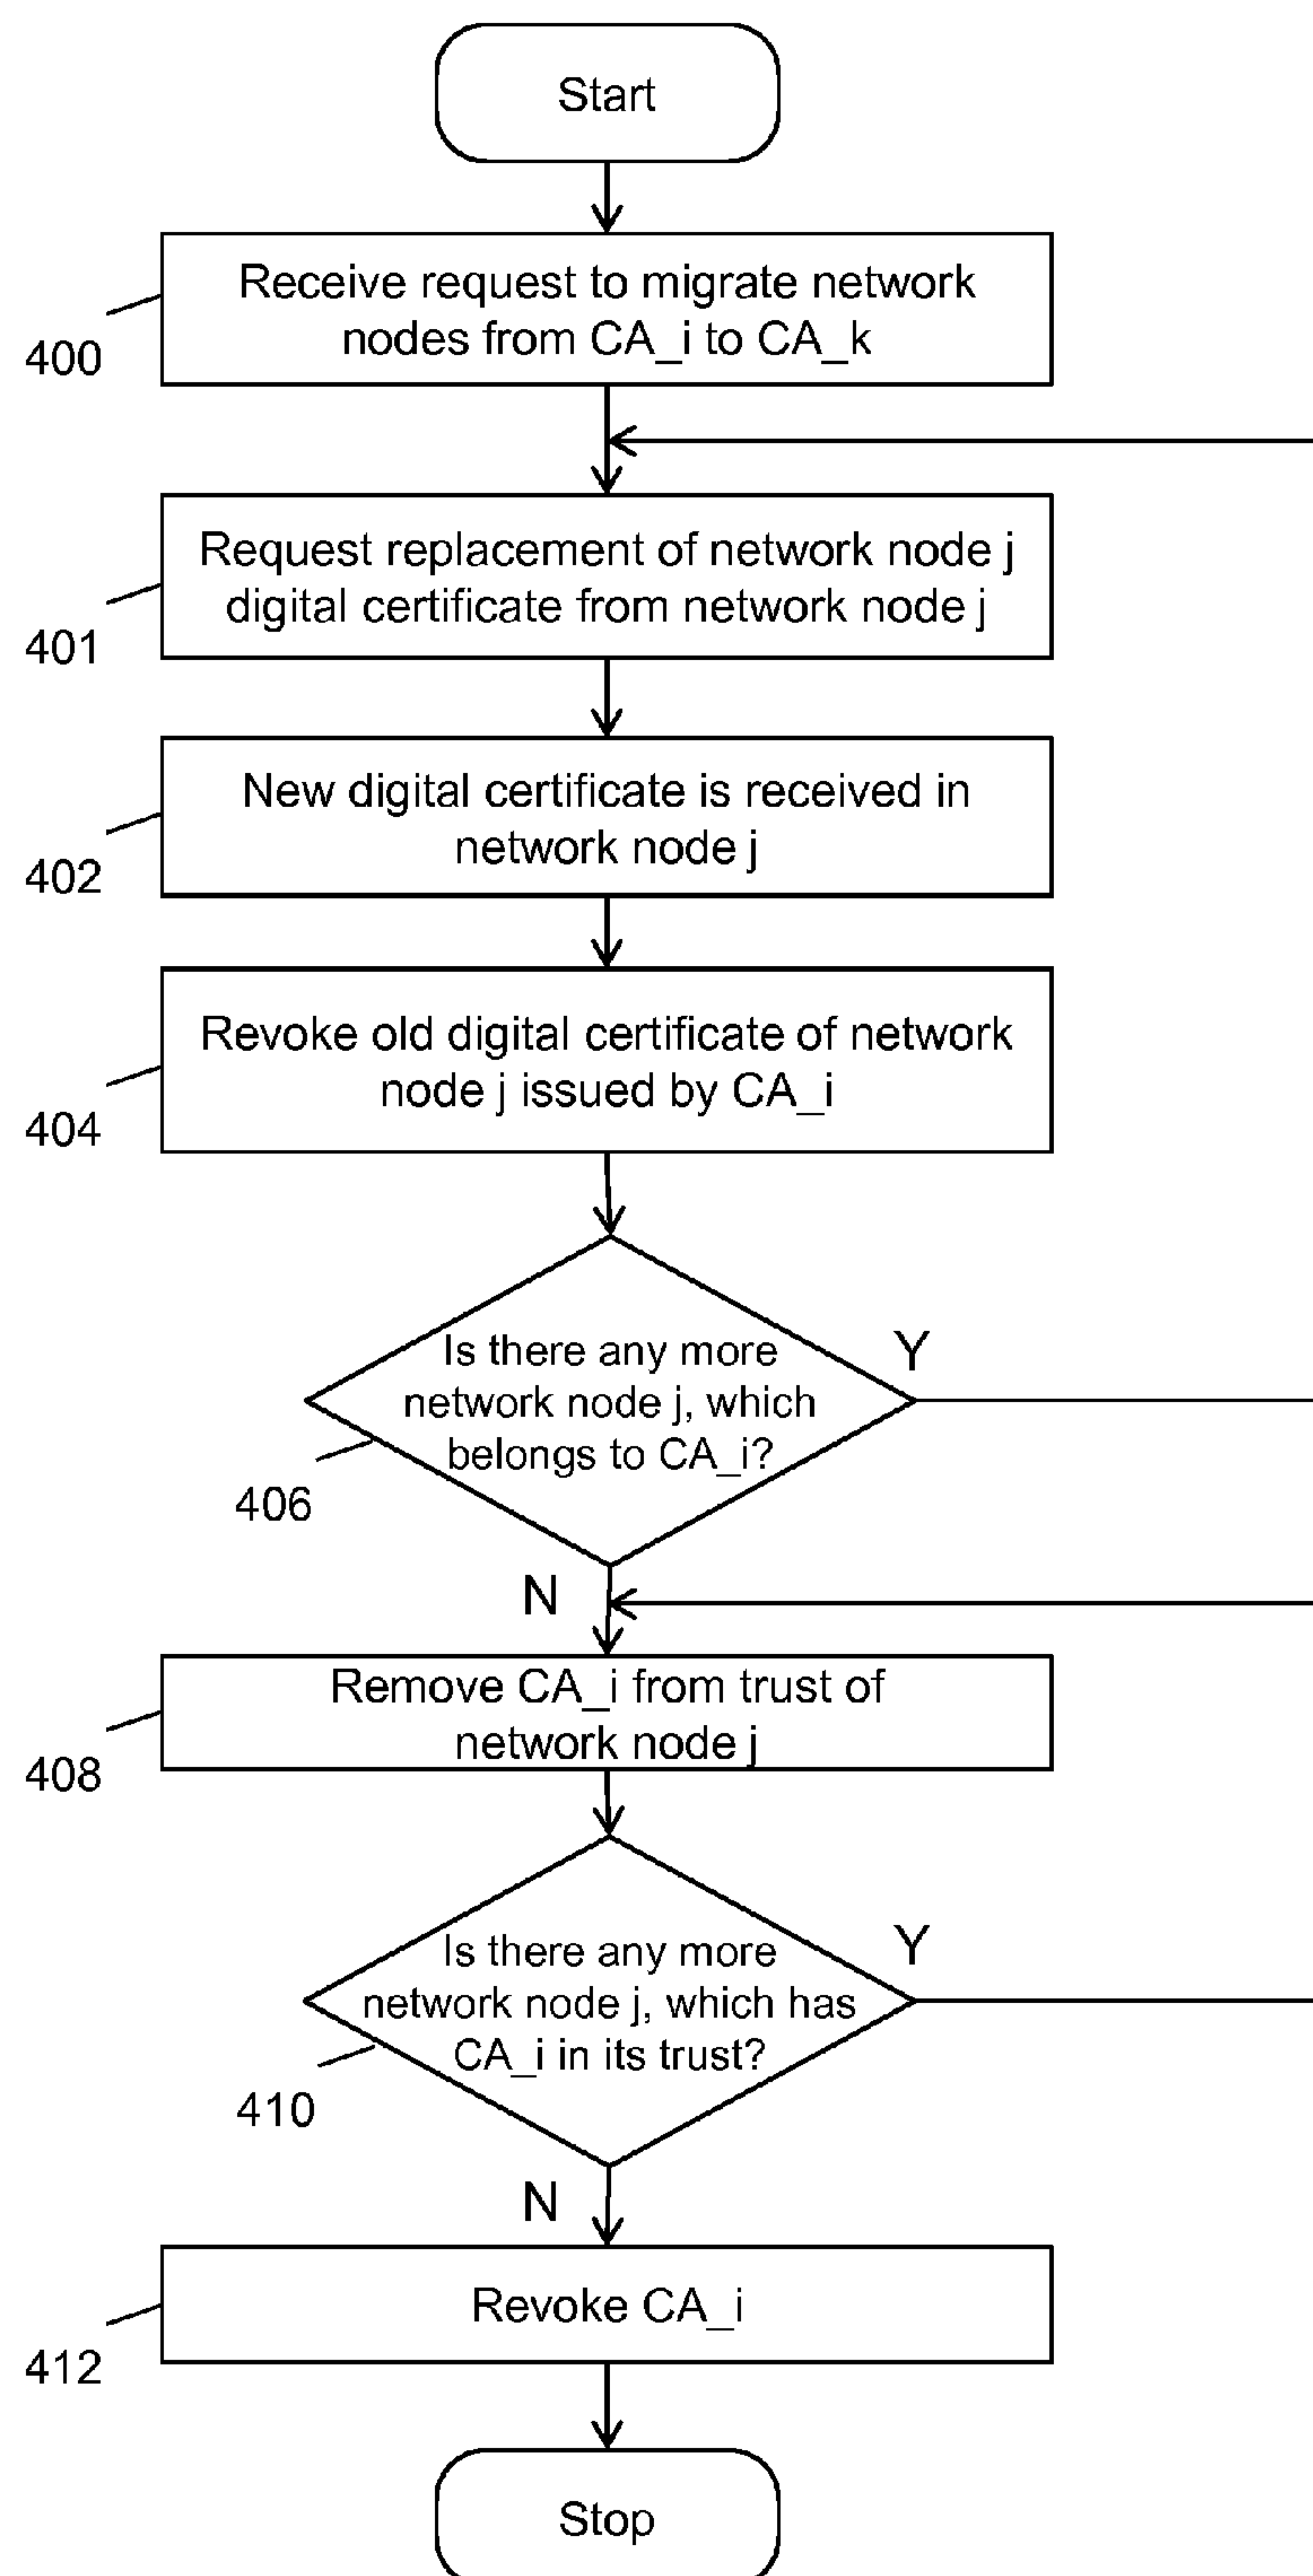 Start
Receive request to migrate network
nodes from CA_i to CA_k
400
Request replacement of network node j
digital certificate from network node j
401
New digital certificate is received in
network node j
402
Revoke old digital certificate of network
node j issued by CA_i
404
Is there any more
network node j, which
belongs to CA_i?
Y
406
N
Remove CA_i from trust of
network node j
408
Is there any more
network node j, which has
CA_i in its trust?
Y
410
N
Revoke CA_i
412
Stop